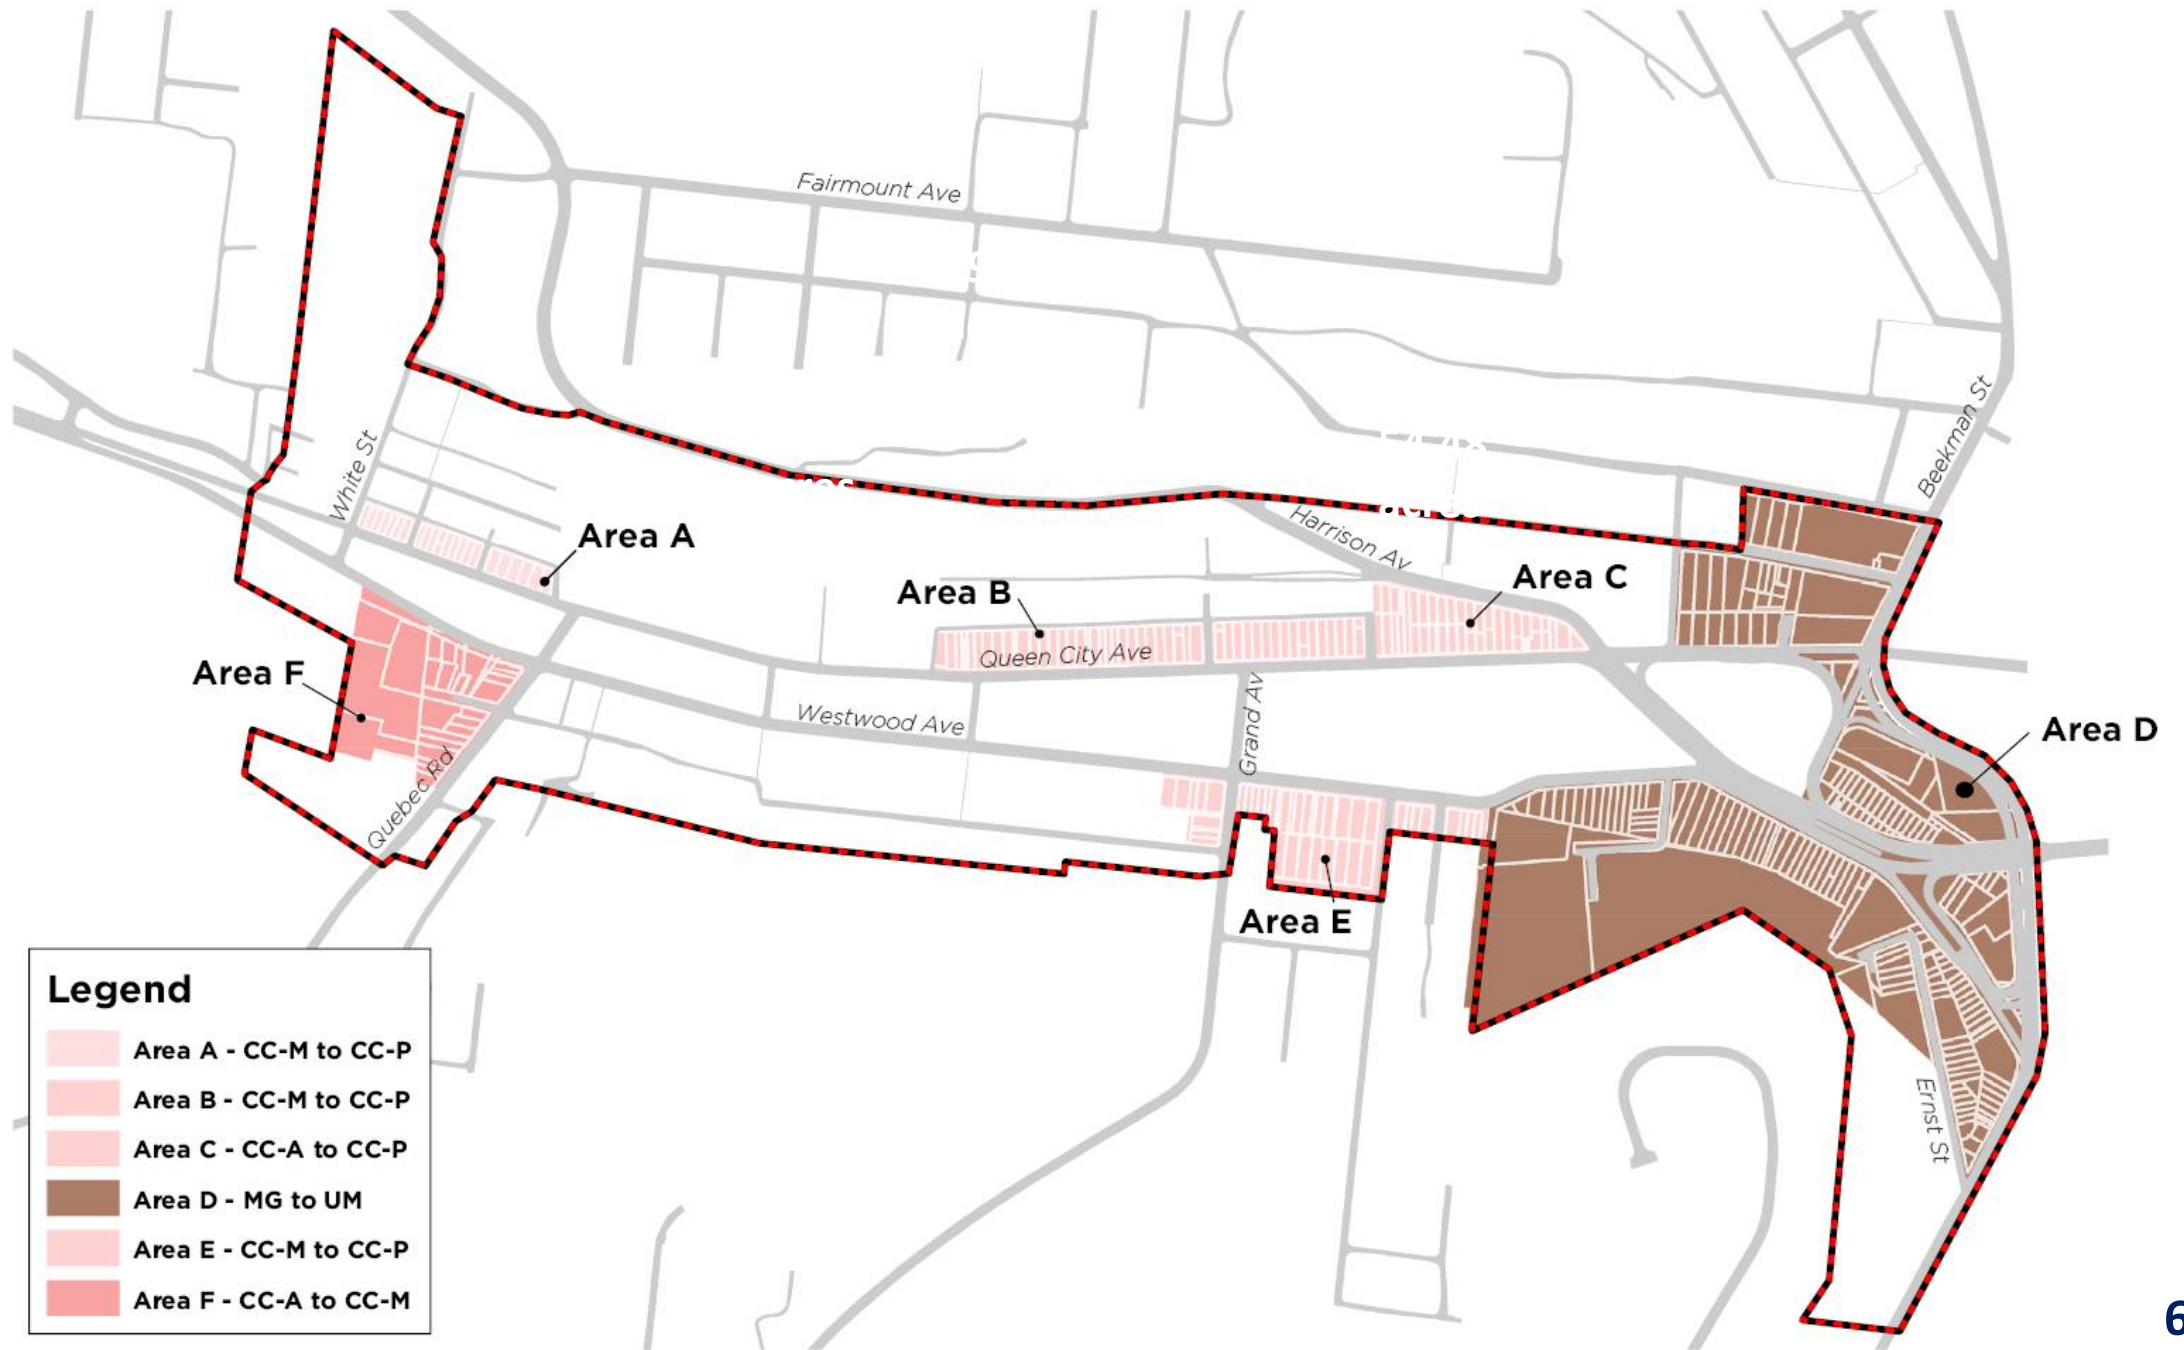 Fairmount Ave
Beekman St
White St
Harrison Av
Area A
Area B
Area C
Queen City Ave
Area F
Westwood Ave
Grand Av
Area D
Quebec Rd
Area E
Ernst St
Legend
Area A - CC-M to CC-P
Area B - CC-M to CC-P
Area C - CC-A to CC-P
Area D - MG to UM
Area E - CC-M to CC-P
Area F - CC-A to CC-M
6